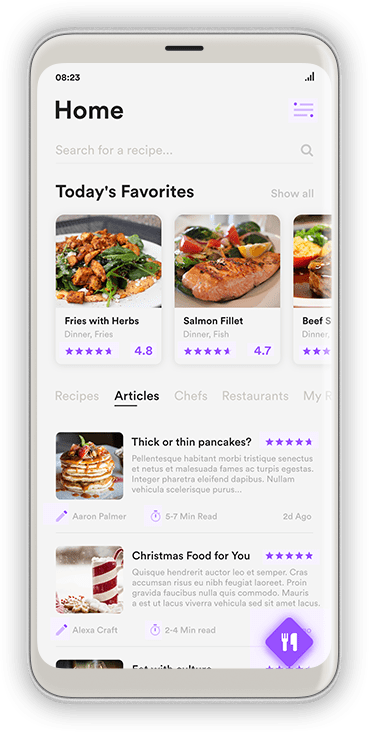 08:23
Home
Search for a recipe...
Today's Favorites
Show all
Fries with Herbs
Dinner, Fries
4.8
Salmon Fillet
Dinner, Fish
4.7
Beef S
Dinner,
Recipes Articles Chefs Restaurants My R
Thick or thin pancakes?
Pellentesque habitant morbi tristique senectus
et netus et malesuada fames ac turpis egestas.
Integer pharetra eleifend dapibus. Nullam
vehicula scelerisque purus...
Aaron Palmer 5-7 Min Read 2d Ago
Christmas Food for You
Quisque hendrerit auctor leo et semper. Cras
accumsan risus eu nibh feugiat laoreet. Proin
gravida faucibus nulla quis commodo. Mauris
a est ut lacus viverra vehicula sed sit amet lacus.
Alexa Craft 2-4 Min read
Eat with culture